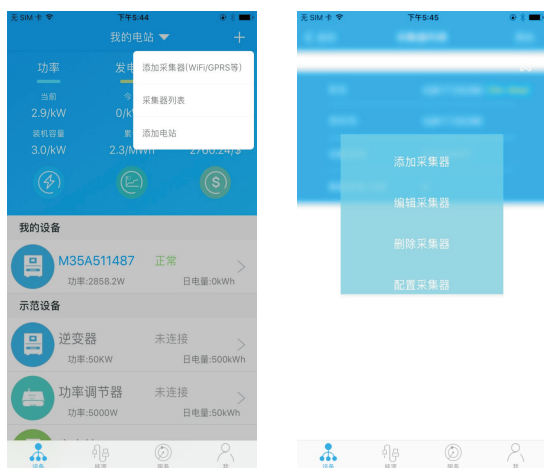 无 SIM 卡
下午5:44
我的电站
添加采集器(WiFi/GPRS等)
采集器列表
添加电站
功率
当前
2.9/kW
装机容量
3.0/kW
我的设备
M35A511487 正常
功率:2858.2W 日电量:0kWh
示范设备
逆变器 未连接
功率:50KW 日电量:500kWh
功率调节器 未连接
功率:5000W 日电量:50kWh
设备
我
无 SIM 卡
下午5:45
添加采集器
编辑采集器
删除采集器
配置采集器
设备
我